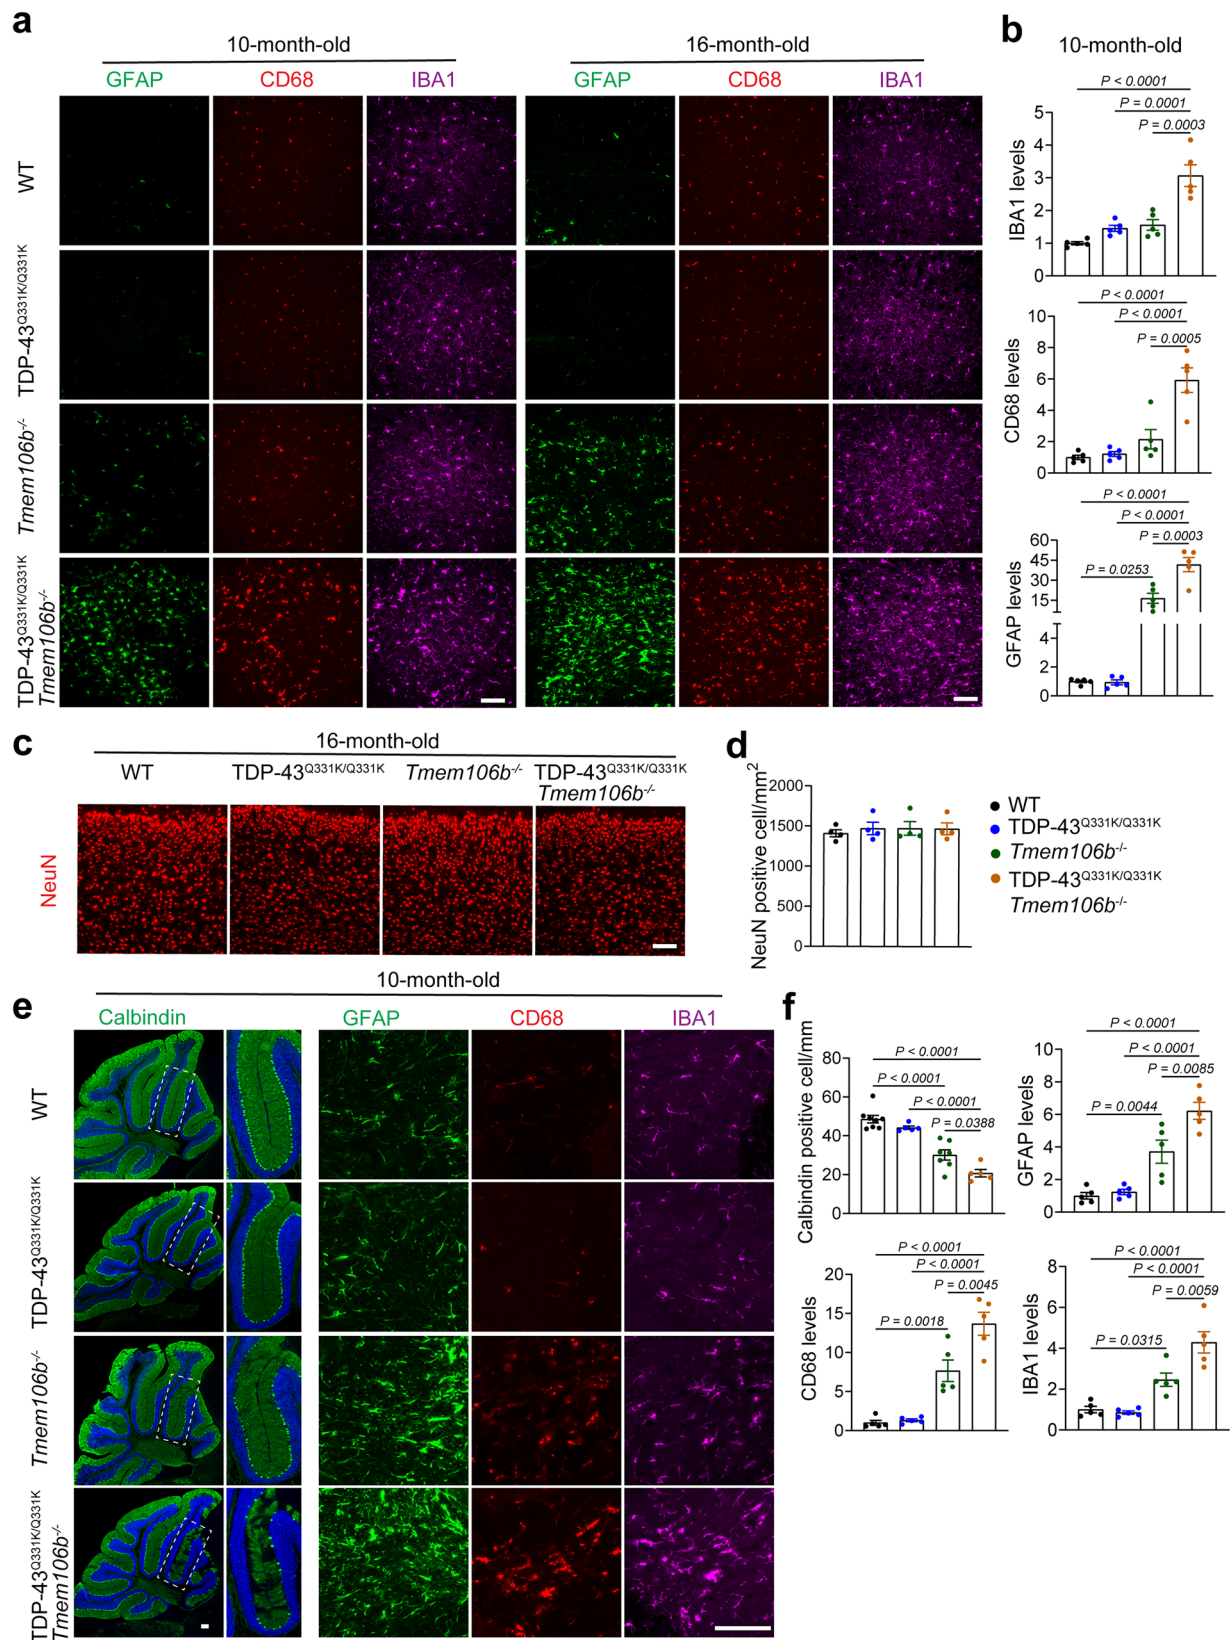 a
10-month-old
16-month-old
GFAP
CD68
IBA1
GFAP
CD68
IBA1
WT
TDP-43Q331K/Q331K
Tmem106b-/-
TDP-43Q331K/Q331K
Tmem106b-/-
b
10-month-old
P < 0.0001
P = 0.0001
P = 0.0003
IBA1 levels
5
4
3
2
1
0
P < 0.0001
P < 0.0001
P = 0.0005
CD68 levels
10
8
6
4
2
0
P < 0.0001
P < 0.0001
P = 0.0003
P = 0.0253
GFAP levels
60
45
30
15
4
2
0
c
16-month-old
WT
TDP-43Q331K/Q331K
Tmem106b-/-
TDP-43Q331K/Q331K
Tmem106b-/-
NeuN
d
NeuN positive cell/mm2
2000
1500
1000
500
0
WT
TDP-43Q331K/Q331K
Tmem106b-/-
TDP-43Q331K/Q331K
Tmem106b-/-
e
10-month-old
Calbindin
GFAP
CD68
IBA1
WT
TDP-43Q331K/Q331K
Tmem106b-/-
TDP-43Q331K/Q331K
Tmem106b-/-
f
Calbindin positive cell/mm
80
60
40
20
0
P < 0.0001
P < 0.0001
P < 0.0001
P = 0.0388
GFAP levels
10
8
6
4
2
0
P < 0.0001
P < 0.0001
P = 0.0085
P = 0.0044
CD68 levels
20
15
10
5
0
P < 0.0001
P < 0.0001
P = 0.0045
P = 0.0018
IBA1 levels
8
6
4
2
0
P < 0.0001
P < 0.0001
P = 0.0059
P = 0.0315